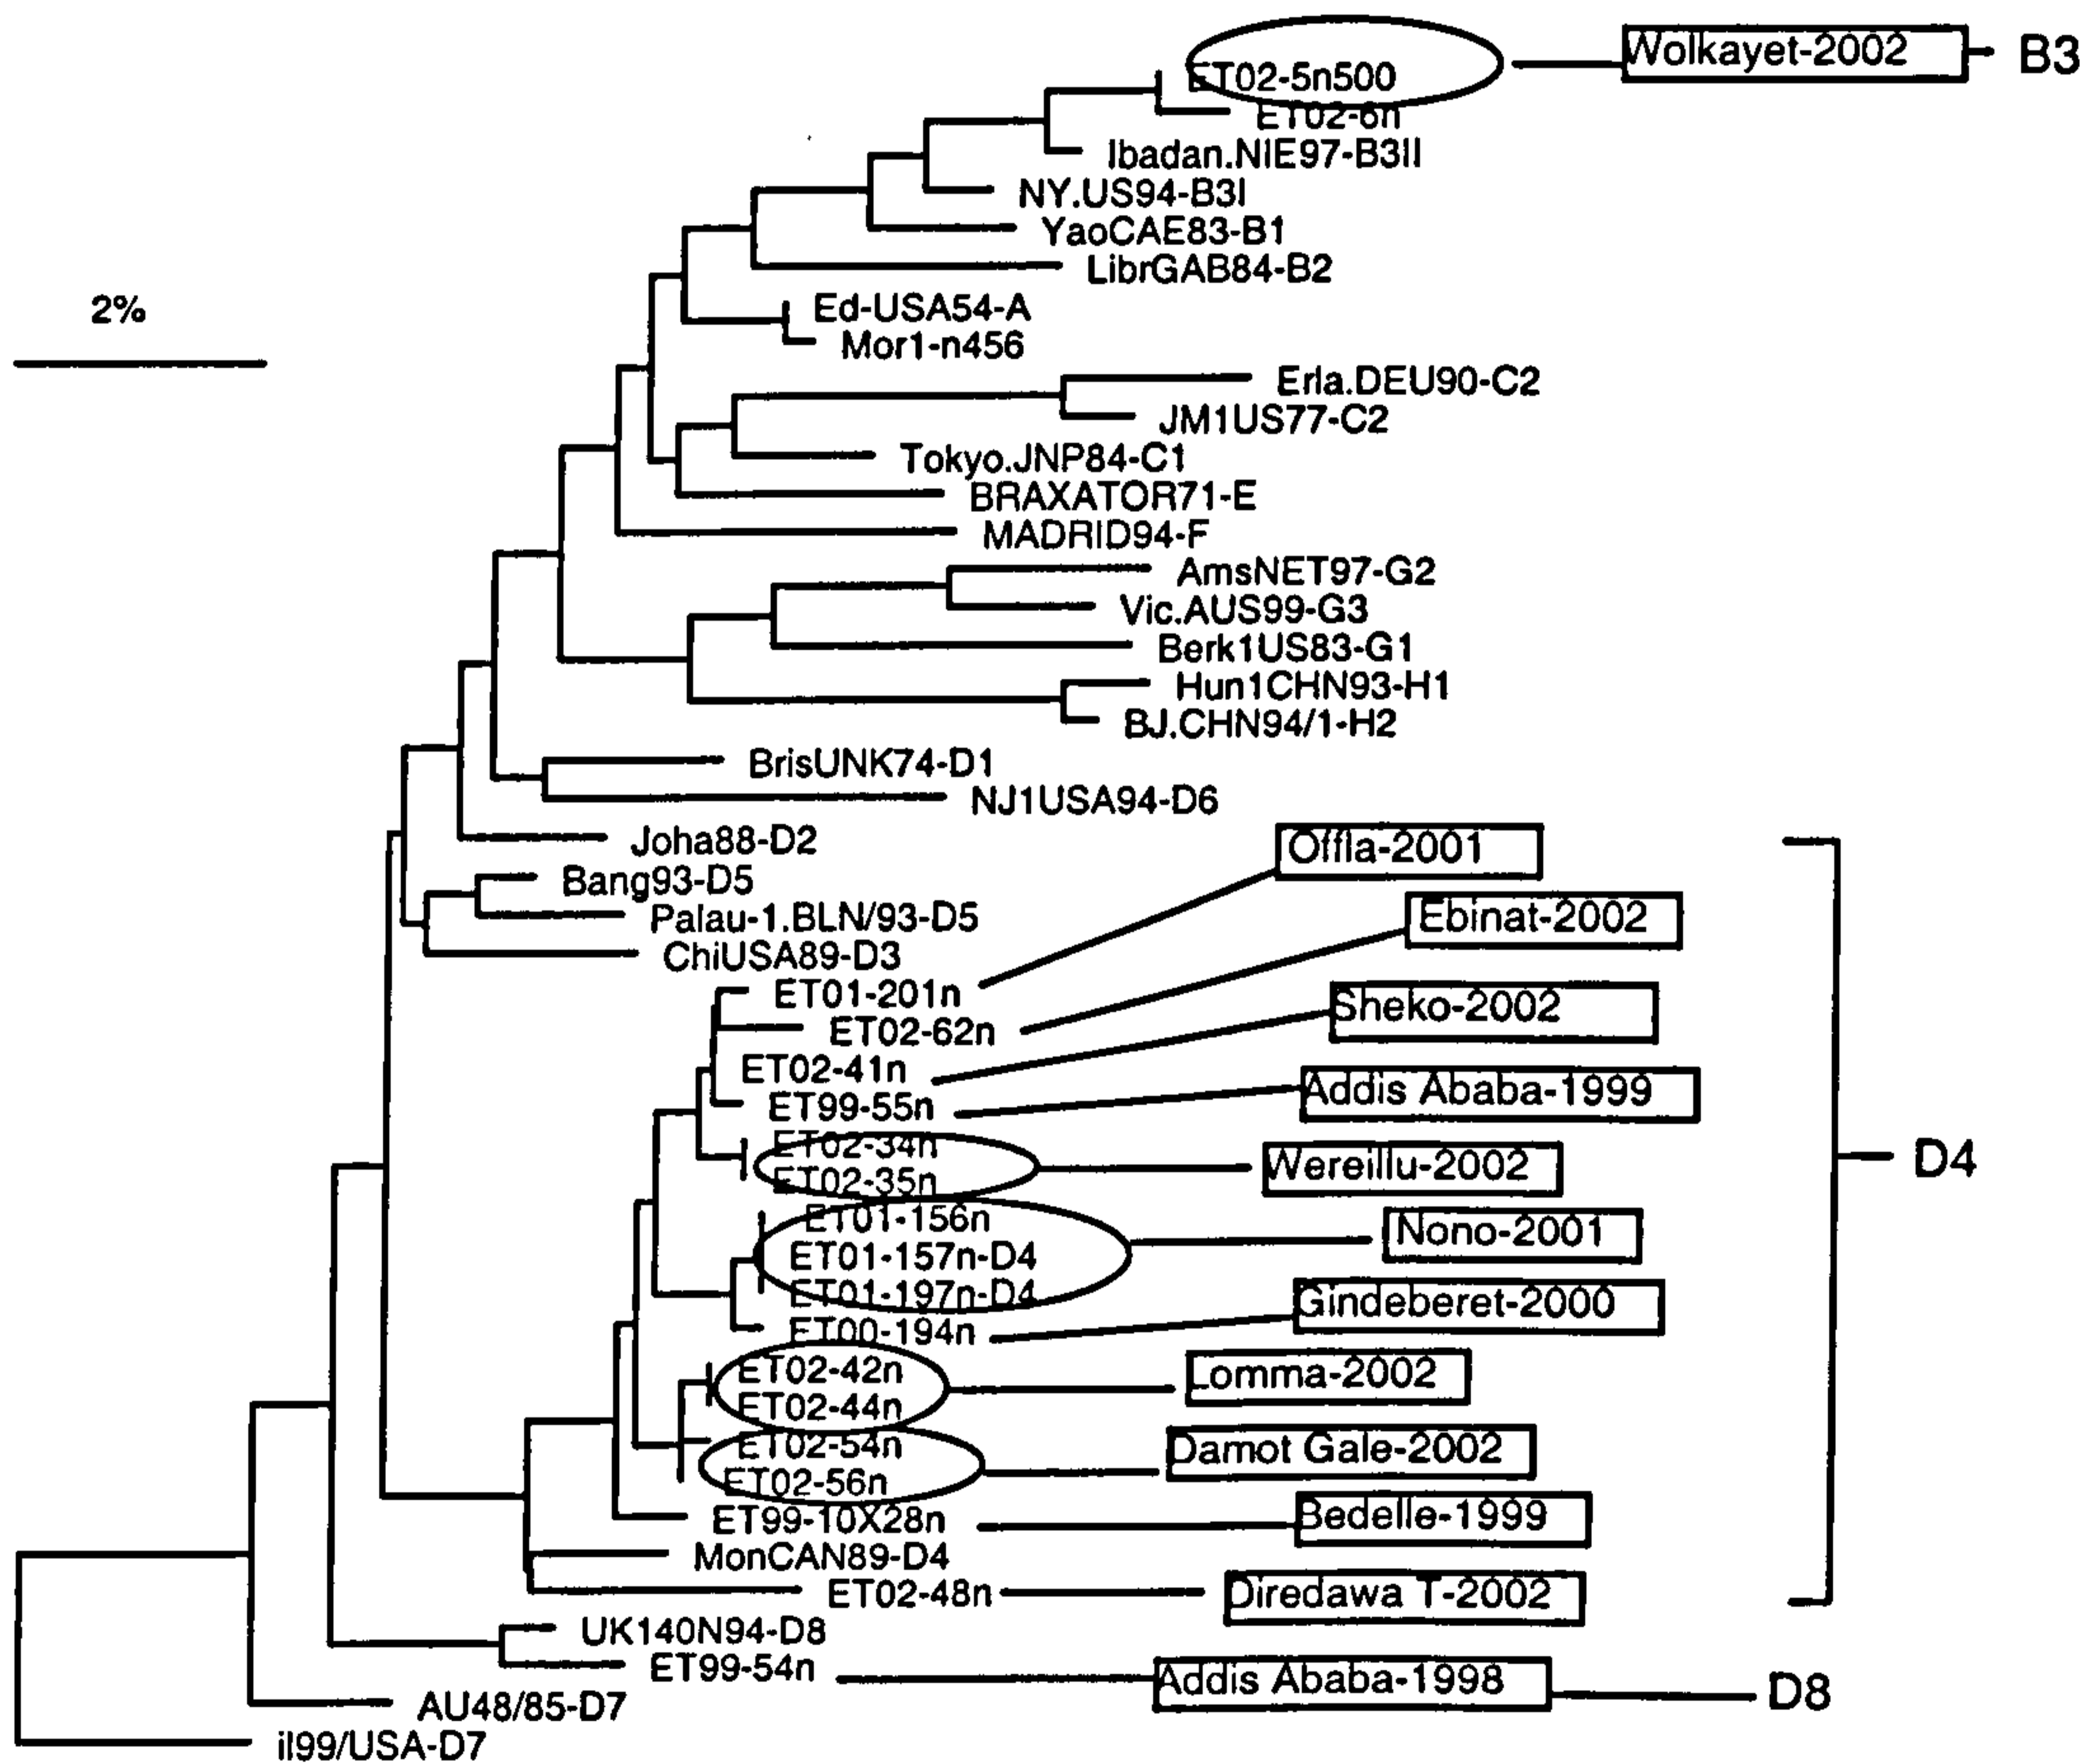 Wolkayet-2002 B3
ET02-5n500
ET02-6n
Ibadan.NIE97-B3II
NY.US94-B3I
YaoCAE83-B1
LibrGAB84-B2
2%
Ed-USA54-A
Mor1-n456
Erla.DEU90-C2
JM1US77-C2
Tokyo.JNP84-C1
BRAXATOR71-E
MADRID94-F
AmsNET97-G2
Vic.AUS99-G3
Berk1US83-G1
Hun1CHN93-H1
BJ.CHN94/1-H2
BrisUNK74-D1
NJ1USA94-D6
Joha88-D2
Offla-2001
Bang93-D5
Palau-1.BLN/93-D5
Ebinat-2002
ChiUSA89-D3
ET01-201n
Sheko-2002
ET02-62n
ET02-41n
Addis Ababa-1999
ET99-55n
ET02-34n
Wereillu-2002
D4
ET02-35n
ET01-156n
Nono-2001
ET01-157n-D4
ET01-197n-D4
Gindeberet-2000
ET00-194n
ET02-42n
Lomma-2002
ET02-44n
ET02-54n
Damot Gale-2002
ET02-56n
ET99-10X28n
Bedelle-1999
MonCAN89-D4
ET02-48n
Diredawa T-2002
UK140N94-D8
ET99-54n
Addis Ababa-1998 D8
AU48/85-D7
il99/USA-D7